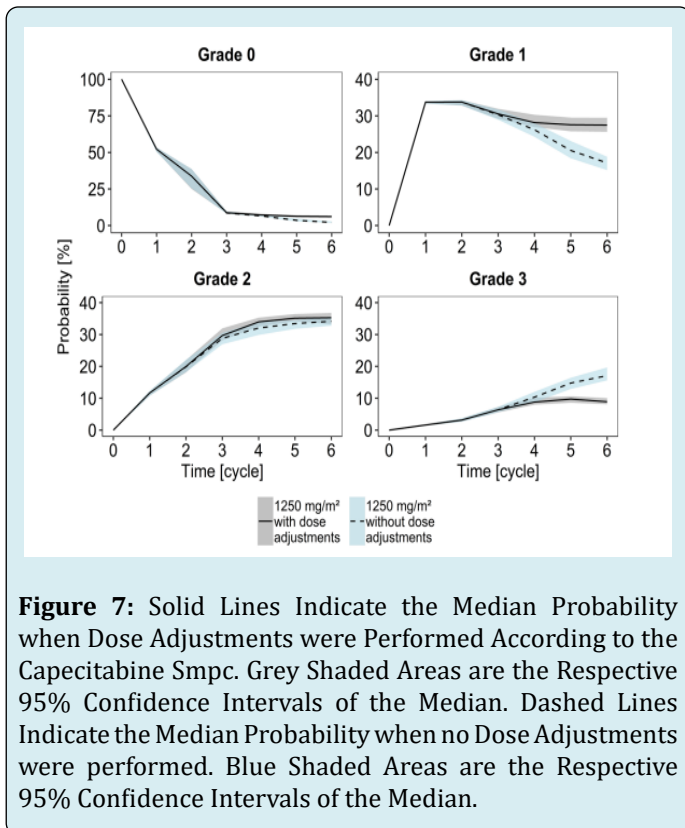 Grade 0
Grade 1
100
75
50
25
0
0 1 2 3 4 5 6
40
30
20
10
0
0 1 2 3 4 5 6
Probability [%]
Grade 2
Grade 3
40
30
20
10
0
0 1 2 3 4 5 6
Time [cycle]
40
30
20
10
0
0 1 2 3 4 5 6
Time [cycle]
1250 mg/m²
with dose
adjustments
1250 mg/m²
without dose
adjustments
Figure 7: Solid Lines Indicate the Median Probability
when Dose Adjustments were Performed According to the
Capecitabine Smpc. Grey Shaded Areas are the Respective
95% Confidence Intervals of the Median. Dashed Lines
Indicate the Median Probability when no Dose Adjustments
were performed. Blue Shaded Areas are the Respective
95% Confidence Intervals of the Median.